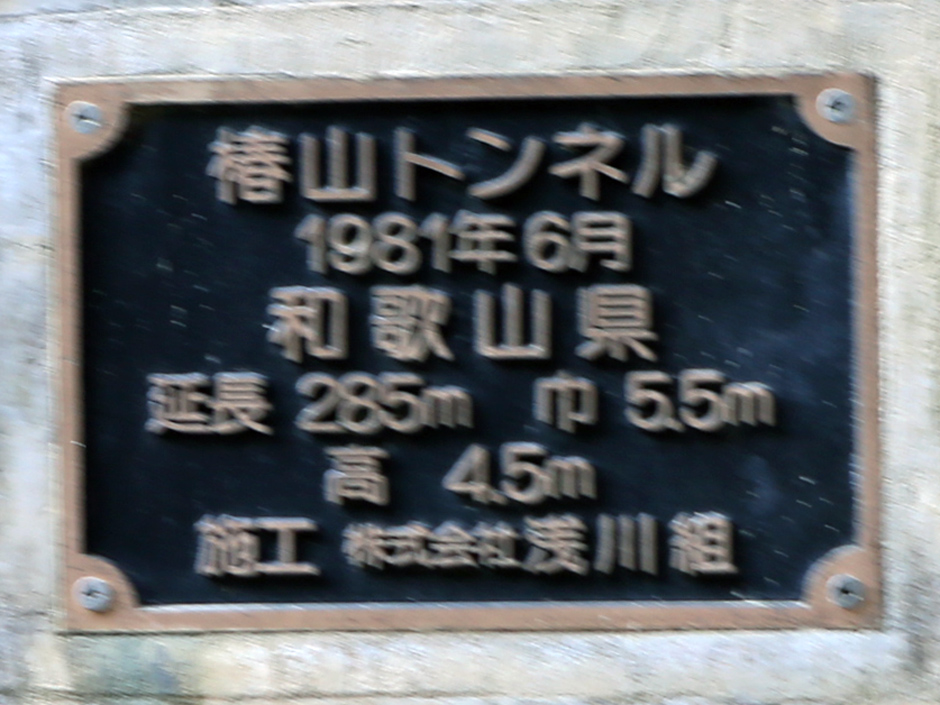 椿山トンネル
1981年6月
和歌山県
延長 285m 巾 5.5m
高 4.5m
施工 株式会社浅川組